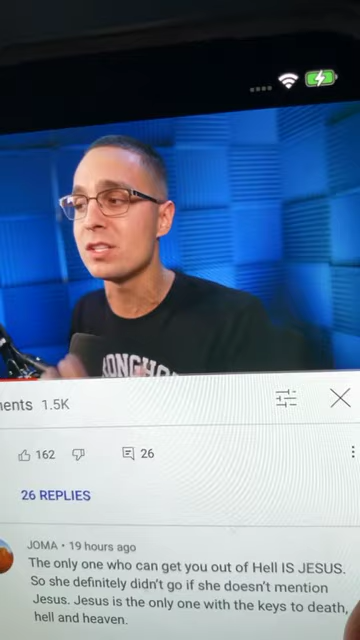 ents 1.5K
162 26
26 REPLIES
JOMA • 19 hours ago
The only one who can get you out of Hell IS JESUS.
So she definitely didn't go if she doesn't mention
Jesus. Jesus is the only one with the keys to death,
hell and heaven.